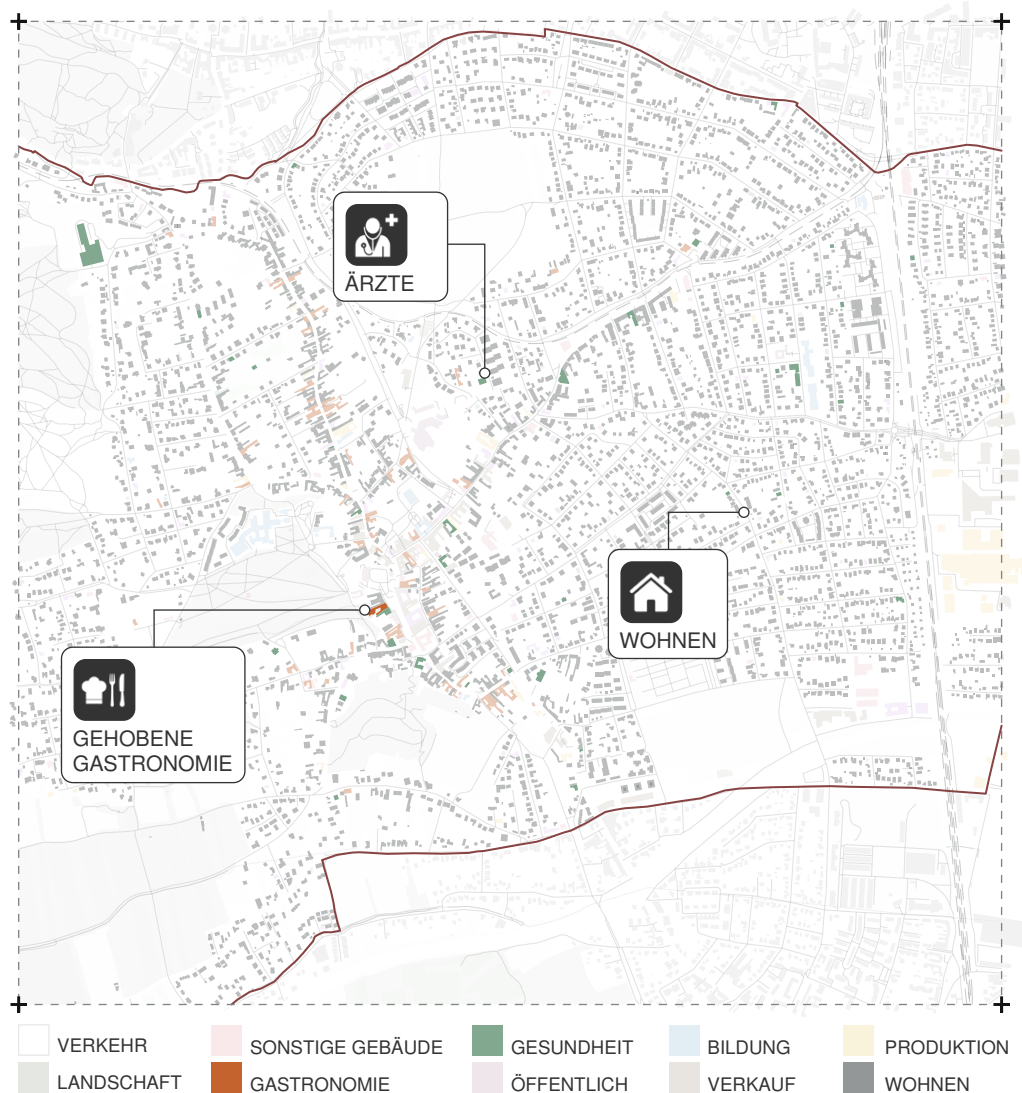 ÄRZTE
WOHNEN
GEHOBENE
GASTRONOMIE
VERKEHR
SONSTIGE GEBÄUDE
GESUNDHEIT
BILDUNG
PRODUKTION
LANDSCHAFT
GASTRONOMIE
ÖFFENTLICH
VERKAUF
WOHNEN